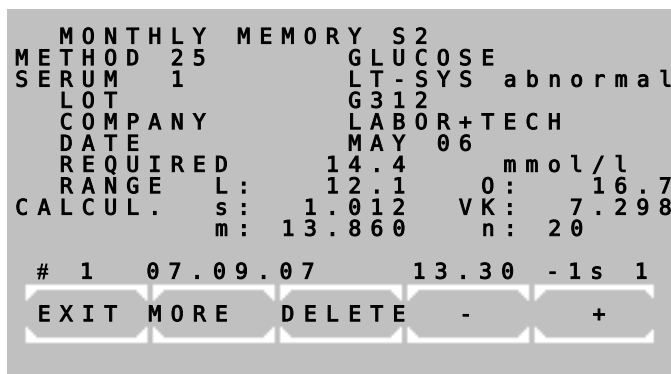 MONTHLY MEMORY S2
METHOD 25 GLUCOSE
SERUM 1 LT-SYS abnormal
LOT G312
COMPANY LABOR+TECH
DATE MAY 06
REQUIRED 14.4 mmol/l
RANGE L: 12.1 O: 16.7
CALCUL. s: 1.012 VK: 7.298
m: 13.860 n: 20
# 1 07.09.07 13.30 -1s 1
EXIT MORE DELETE - +